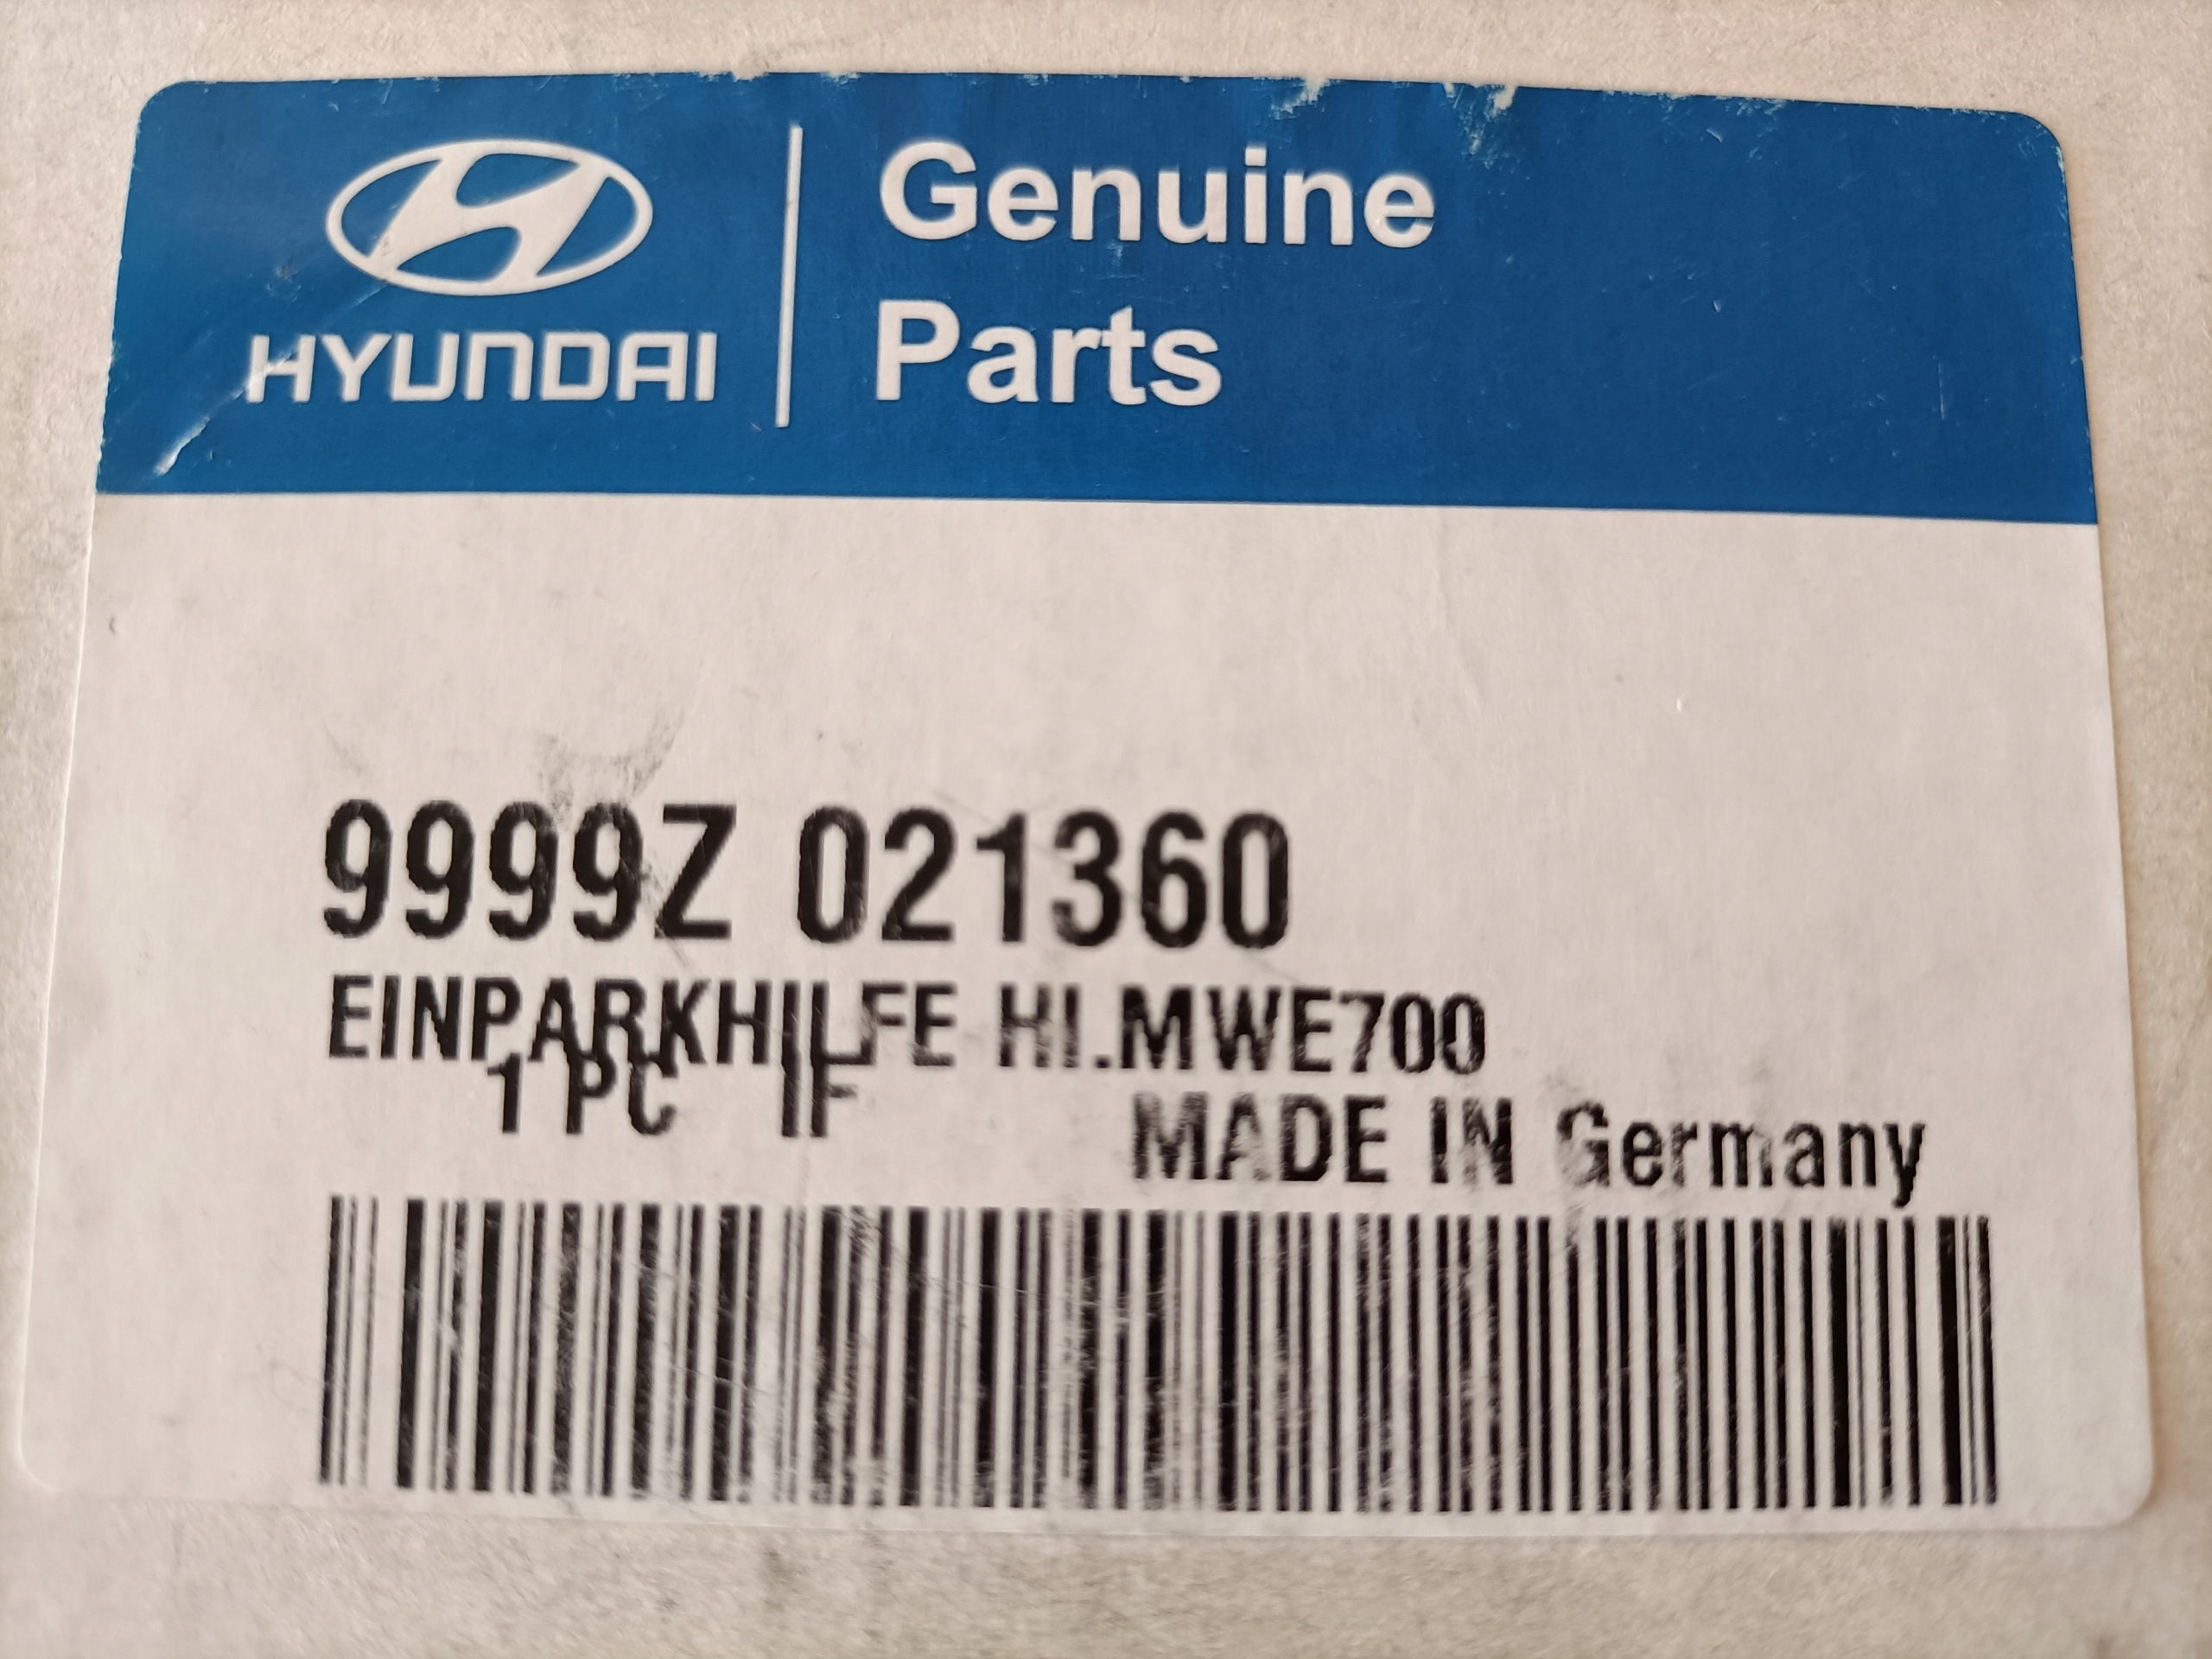 HYUNDAI
Genuine
Parts
9999Z 021360
EINPARKHILFE HI.MWE700
1 PC IF
MADE IN Germany